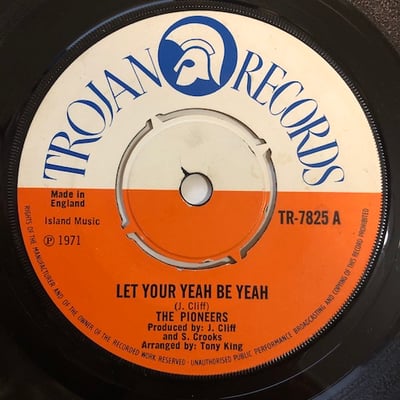 TROJAN RECORDS
Made in
England
Island Music
Ⓟ 1971
TR-7825 A
LET YOUR YEAH BE YEAH
(J. Cliff)
THE PIONEERS
Produced by: J. Cliff
and S. Crooks
Arranged by: Tony King
RIGHTS OF THE MANUFACTURER AND OF THE OWNER OF THE RECORDED WORK RESERVED · UNAUTHORISED PUBLIC PERFORMANCE BROADCASTING AND COPYING OF THIS RECORD PROHIBITED